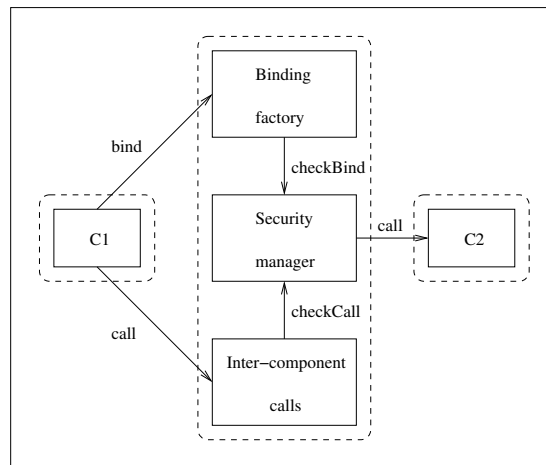 Binding
factory
bind
checkBind
C1
Security
manager
call
C2
checkCall
call
Inter−component
calls